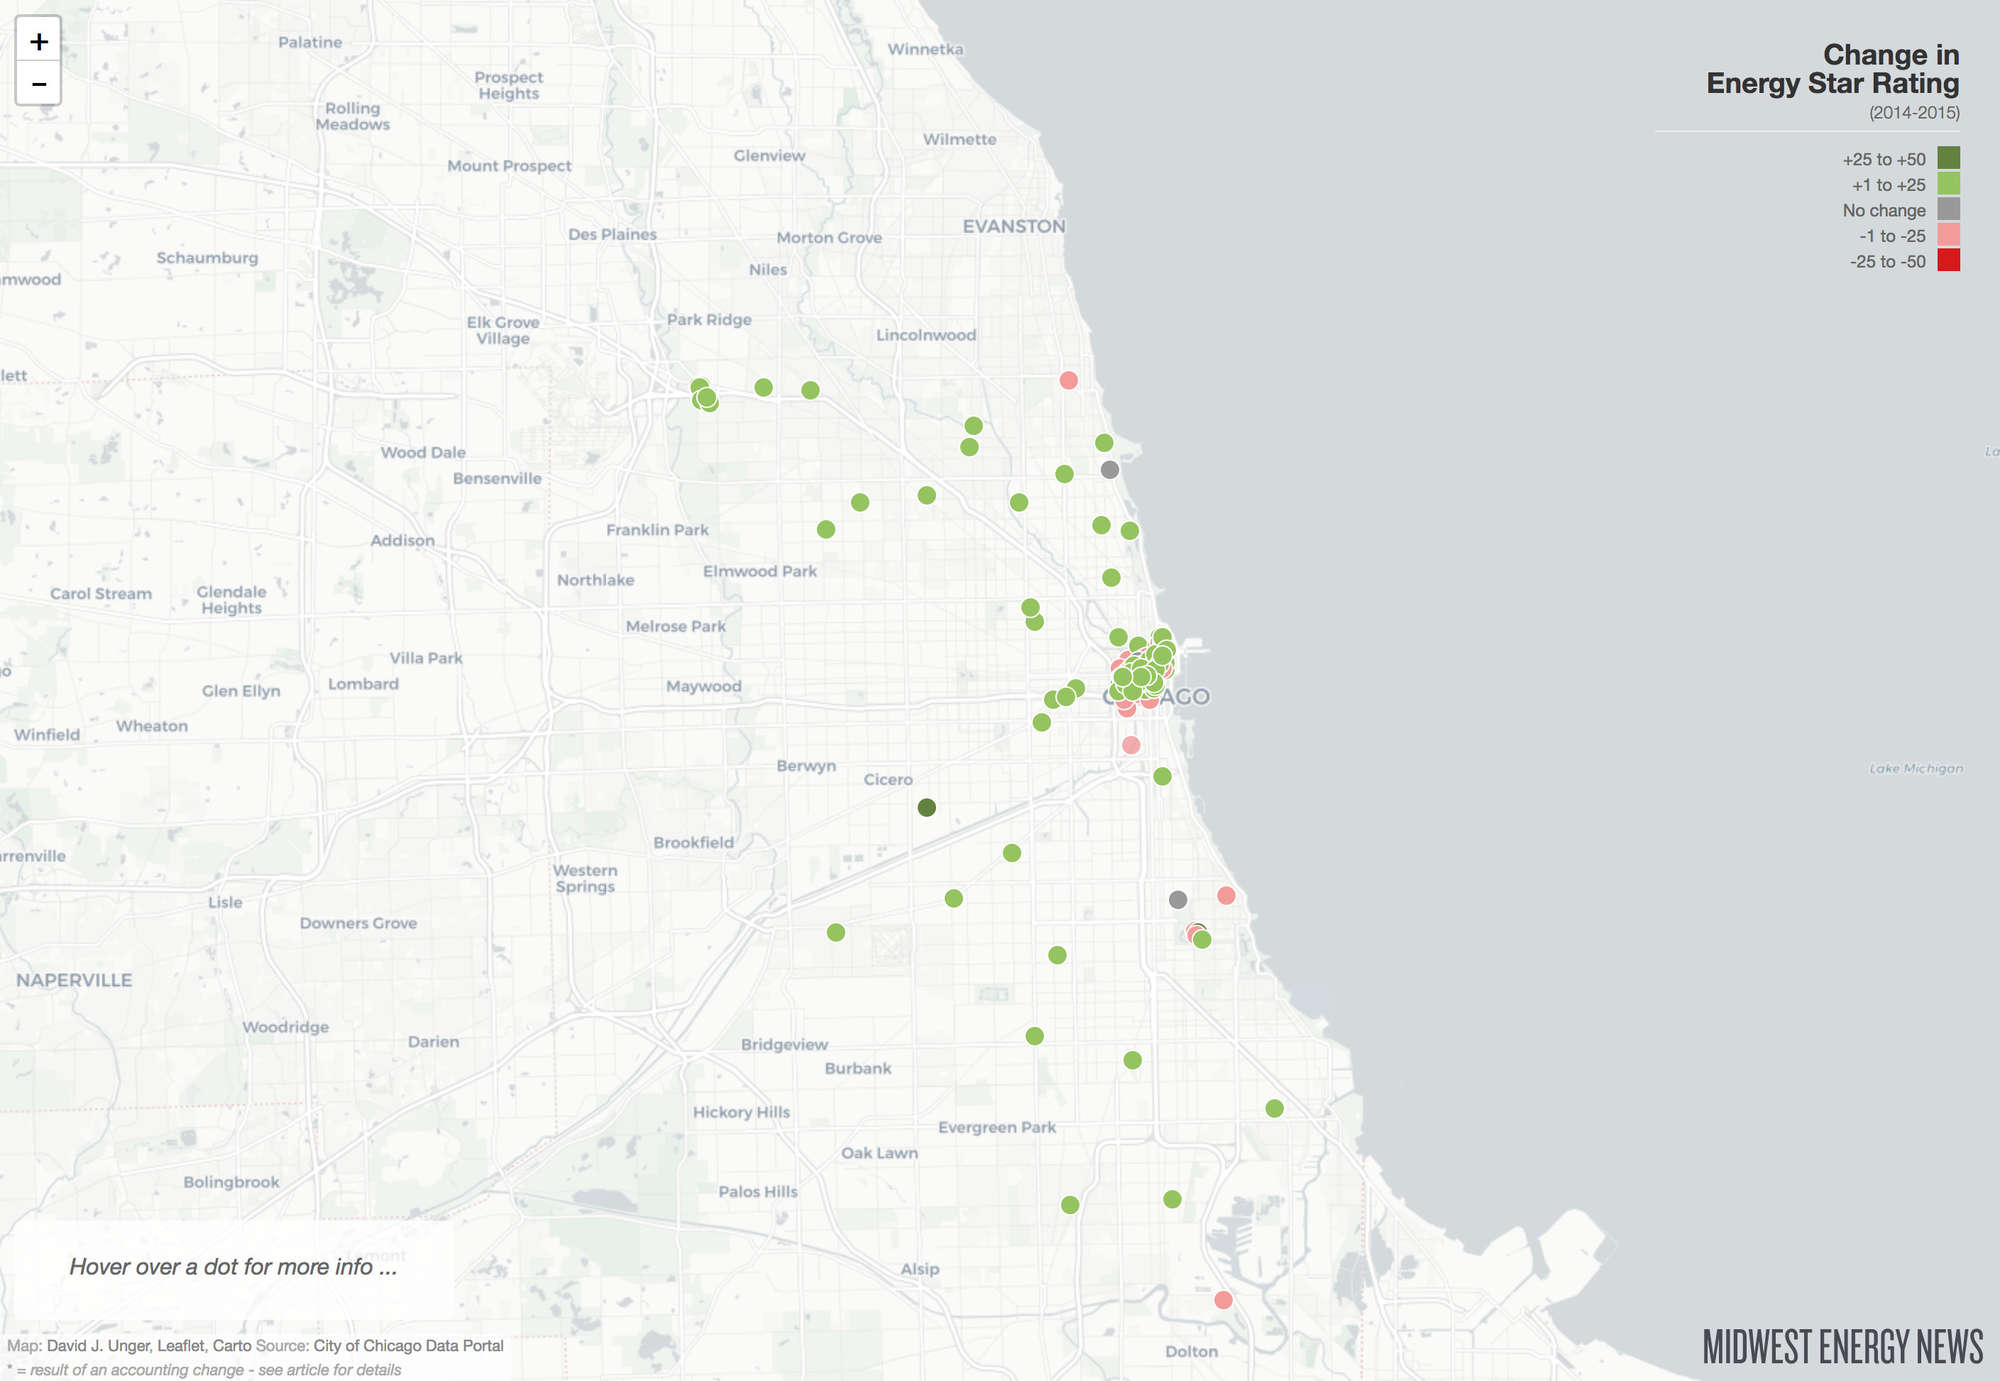 +
−
Change in
Energy Star Rating
(2014-2015)
+25 to +50
+1 to +25
No change
-1 to -25
-25 to -50
Palatine
Winnetka
Prospect
Heights
Rolling
Meadows
Wilmette
Glenview
Mount Prospect
EVANSTON
Des Plaines
Morton Grove
Schaumburg
Niles
mwood
Park Ridge
Elk Grove
Village
Lincolnwood
lett
Wood Dale
La
Bensenville
Franklin Park
Addison
Elmwood Park
Northlake
Carol Stream
Glendale
Heights
Melrose Park
Villa Park
Lombard
Maywood
Glen Ellyn
C AGO
Wheaton
Winfield
Berwyn
Cicero
Lake Michigan
Brookfield
rrenville
Western
Springs
Lisle
Downers Grove
NAPERVILLE
Woodridge
Darien
Bridgeview
Burbank
Hickory Hills
Evergreen Park
Oak Lawn
Bolingbrook
Palos Hills
Hover over a dot for more info ...
Alsip
Dolton
Map: David J. Unger, Leaflet, Carto Source: City of Chicago Data Portal
* = result of an accounting change - see article for details
MIDWEST ENERGY NEWS